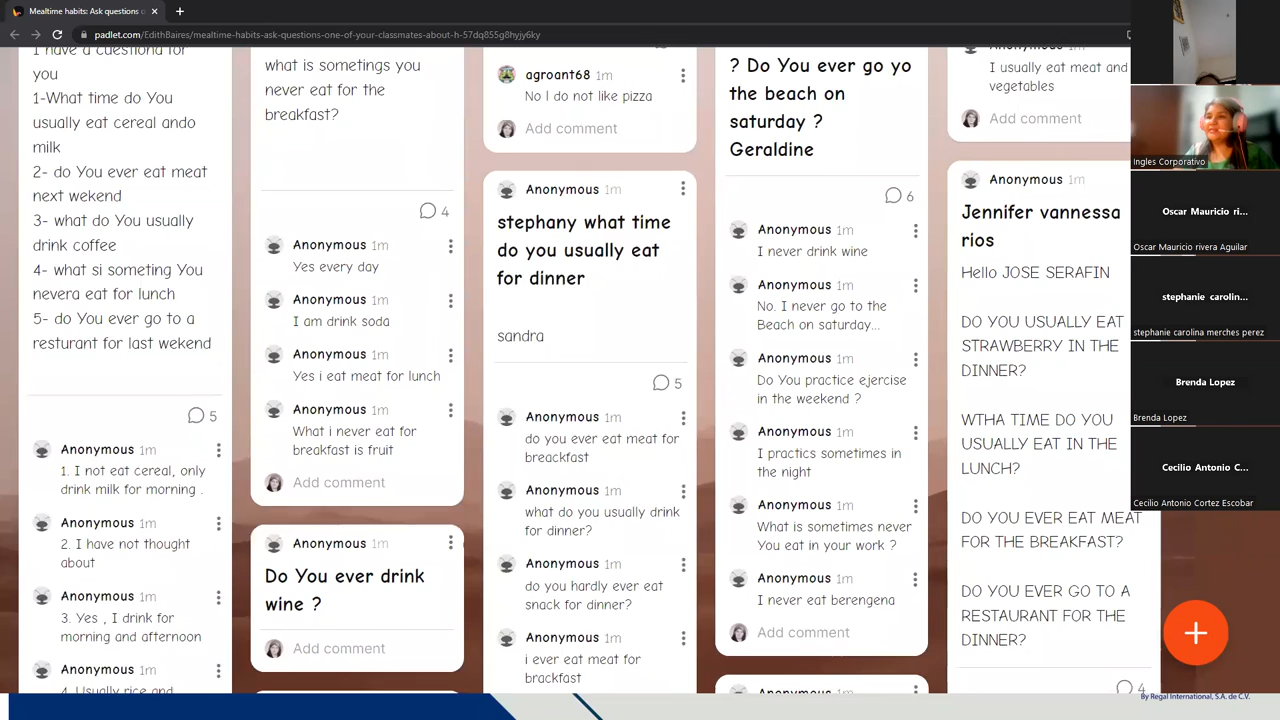 Mealtime habits: Ask questions
padlet.com/EdithBaires/mealtime-habits-ask-questions-one-of-your-classmates-about-h-57dq855g8hyjy6ky
I have a cuestiona for
you
1-What time do You
usually eat cereal ando
milk
2- do You ever eat meat
next wekend
3- what do You usually
drink coffee
4- what si someting You
nevera eat for lunch
5- do You ever go to a
resturant for last wekend
5
Anonymous 1m
1. I not eat cereal, only
drink milk for morning .
Anonymous 1m
2. I have not thought
about
Anonymous 1m
3. Yes , I drink for
morning and afternoon
Anonymous 1m
4. Usually rice and
what is sometings you
never eat for the
breakfast?
4
Anonymous 1m
Yes every day
Anonymous 1m
I am drink soda
Anonymous 1m
Yes i eat meat for lunch
Anonymous 1m
What i never eat for
breakfast is fruit
Add comment
Anonymous 1m
Do You ever drink
wine ?
Add comment
agroant68 1m
No I do not like pizza
Add comment
Anonymous 1m
stephany what time
do you usually eat
for dinner
sandra
5
Anonymous 1m
do you ever eat meat for
breackfast
Anonymous 1m
what do you usually drink
for dinner?
Anonymous 1m
do you hardly ever eat
snack for dinner?
Anonymous 1m
i ever eat meat for
brackfast
? Do You ever go yo
the beach on
saturday ?
Geraldine
6
Anonymous 1m
I never drink wine
Anonymous 1m
No. I never go to the
Beach on saturday...
Anonymous 1m
Do You practice ejercise
in the weekend ?
Anonymous 1m
I practics sometimes in
the night
Anonymous 1m
What is sometimes never
You eat in your work ?
Anonymous 1m
I never eat berengena
Add comment
Anonymous 1m
Anonymous 1m
I usually eat meat and
vegetables
Add comment
Anonymous 1m
Jennifer vannessa
rios
Hello JOSE SERAFIN
DO YOU USUALLY EAT
STRAWBERRY IN THE
DINNER?
WTHA TIME DO YOU
USUALLY EAT IN THE
LUNCH?
DO YOU EVER EAT MEAT
FOR THE BREAKFAST?
DO YOU EVER GO TO A
RESTAURANT FOR THE
DINNER?
4
Ingles Corporativo
Oscar Mauricio ri...
Oscar Mauricio rivera Aguilar
stephanie carolin...
stephanie carolina merches perez
Brenda Lopez
Brenda Lopez
Cecilio Antonio C...
Cecilio Antonio Cortez Escobar
By Regal International, S.A. de C.V.